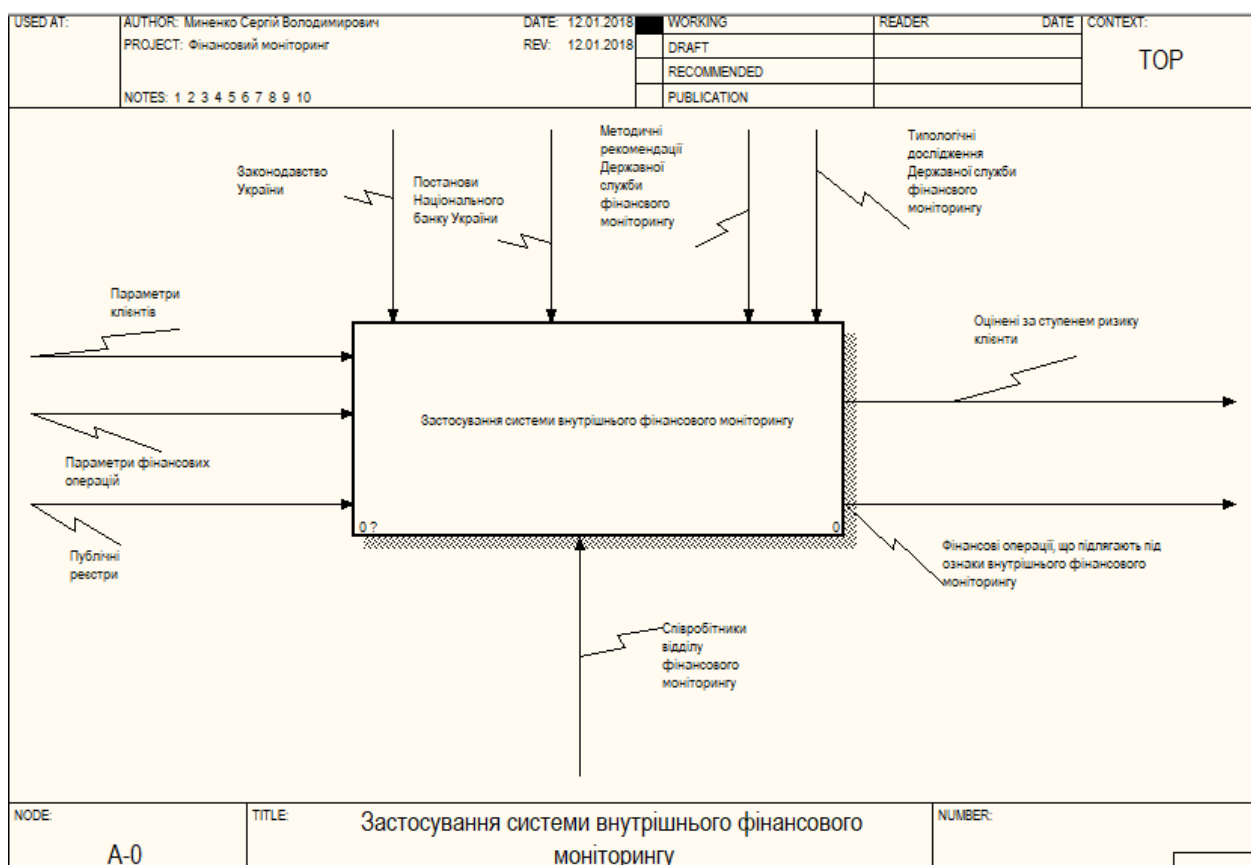 USED AT:
AUTHOR: Миненко Сергій Володимирович
DATE: 12.01.2018
WORKING
READER
DATE
CONTEXT:
PROJECT: Фінансовий моніторинг
REV: 12.01.2018
DRAFT
TOP
RECOMMENDED
NOTES: 1 2 3 4 5 6 7 8 9 10
PUBLICATION
Законодавство
України
Постанови
Національного
банку України
Методичні
рекомендації
Державної
служби
фінансвого
моніторингу
Типологічні
дослідження
Державної служби
фінансвого
моніторингу
Параметри
клієнтів
Параметри фінансових
операцій
Публічні
реєстри
Застосування системи внутрішнього фінансового моніторингу
0 ?
0
Оцінені за ступенем ризику
клієнти
Фінансові операції, що підлягають під
ознаки внутрішнього фінансового
моніторингу
Співробітники
відділу
фінансового
моніторингу
NODE:
A-0
TITLE:
Застосування системи внутрішнього фінансового
моніторингу
NUMBER: